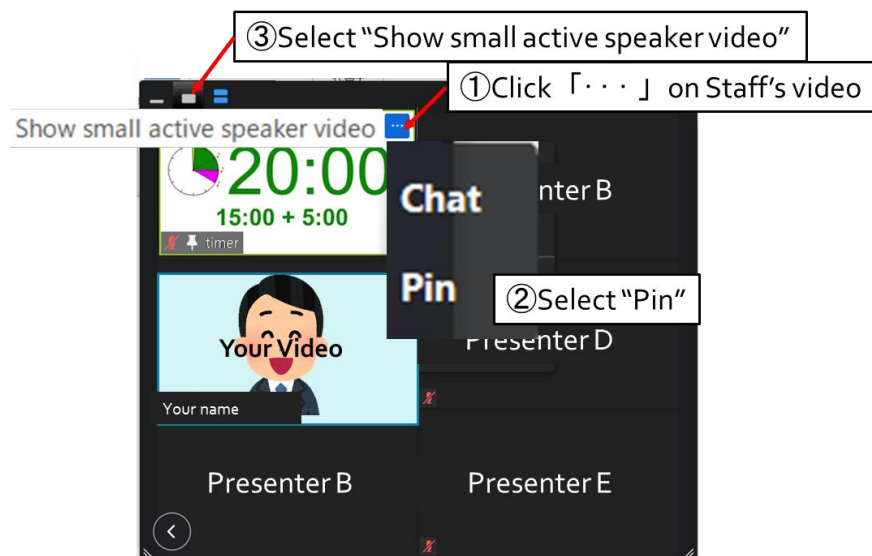 ③Select “Show small active speaker video”
①Click 「・・・」 on Staff’s video
Show small active speaker video ...
20:00
15:00 + 5:00
timer
Chat
Pin
nter B
②Select “Pin”
Your Video
Your name
Presenter D
Presenter B
Presenter E